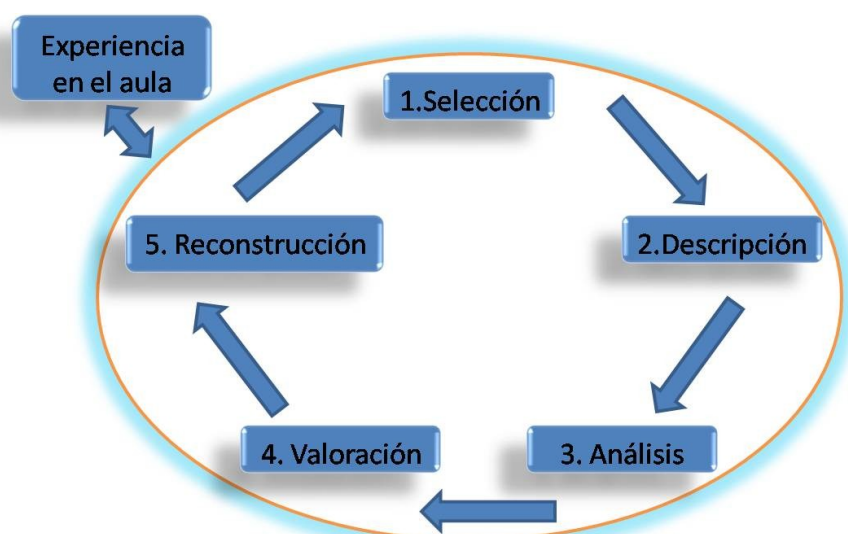 Experiencia
en el aula
1.Selección
2.Descripción
3. Análisis
4. Valoración
5. Reconstrucción